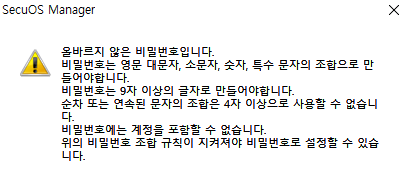 SecuOS Manager
올바르지 않은 비밀번호입니다.
비밀번호는 영문 대문자, 소문자, 숫자, 특수 문자의 조합으로 만
들어야합니다.
비밀번호는 9자 이상의 글자로 만들어야합니다.
순차 또는 연속된 문자의 조합은 4자 이상으로 사용할 수 없습니
다.
비밀번호에는 계정을 포함할 수 없습니다.
위의 비밀번호 조합 규칙이 지켜져야 비밀번호로 설정할 수 있습
니다.